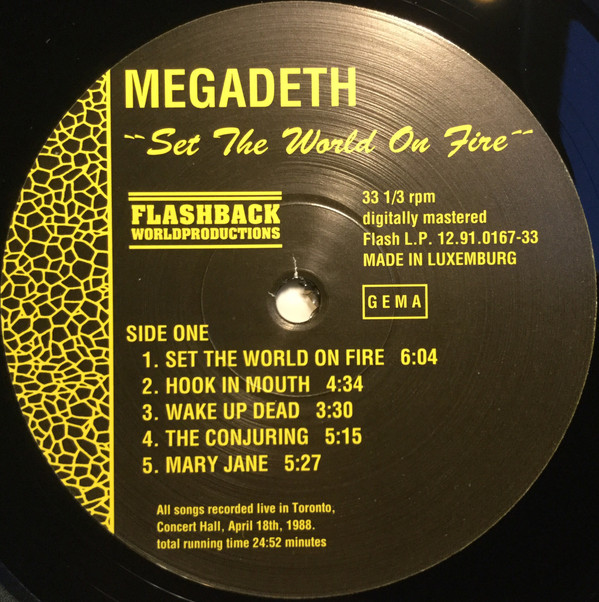 MEGADETH
~~Set The World On Fire~~
FLASHBACK
WORLDPRODUCTIONS
33 1/3 rpm
digitally mastered
Flash L.P. 12.91.0167-33
MADE IN LUXEMBURG
GEMA
SIDE ONE
1. SET THE WORLD ON FIRE 6:04
2. HOOK IN MOUTH 4:34
3. WAKE UP DEAD 3:30
4. THE CONJURING 5:15
5. MARY JANE 5:27
All songs recorded live in Toronto,
Concert Hall, April 18th, 1988.
total running time 24:52 minutes